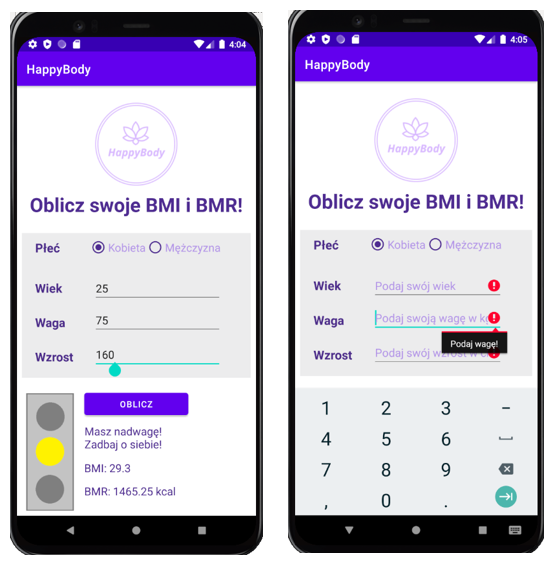 4:04
HappyBody
HappyBody
Oblicz swoje BMI i BMR!
Płeć Kobieta Mężczyzna
Wiek 25
Waga 75
Wzrost 160
OBLICZ
Masz nadwagę!
Zadbaj o siebie!
BMI: 29.3
BMR: 1465.25 kcal
4:05
HappyBody
HappyBody
Oblicz swoje BMI i BMR!
Płeć Kobieta Mężczyzna
Wiek Podaj swój wiek
Waga Podaj swoją wagę w
Podaj wagę!
Wzrost Podaj swój wzrost
1 2 3 -
4 5 6
7 8 9
, 0 .